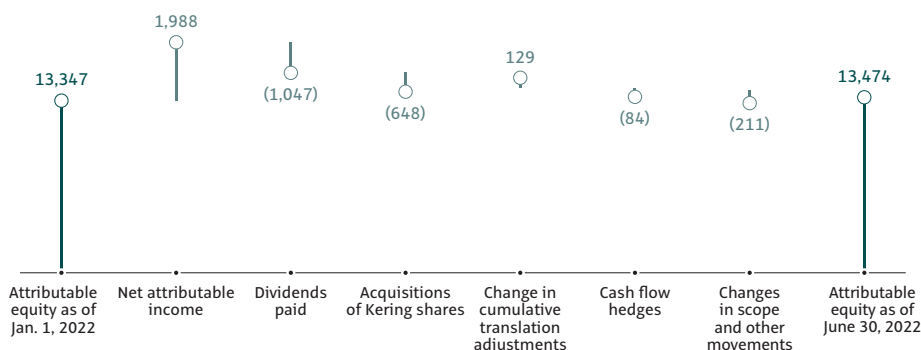 1,988
13,347
(1,047)
(648)
129
(84)
(211)
13,474
Attributable
equity as of
Jan. 1, 2022
Net attributable
income
Dividends
paid
Acquisitions
of Kering shares
Change in
cumulative
translation
adjustments
Cash flow
hedges
Changes
in scope
and other
movements
Attributable
equity as of
June 30, 2022